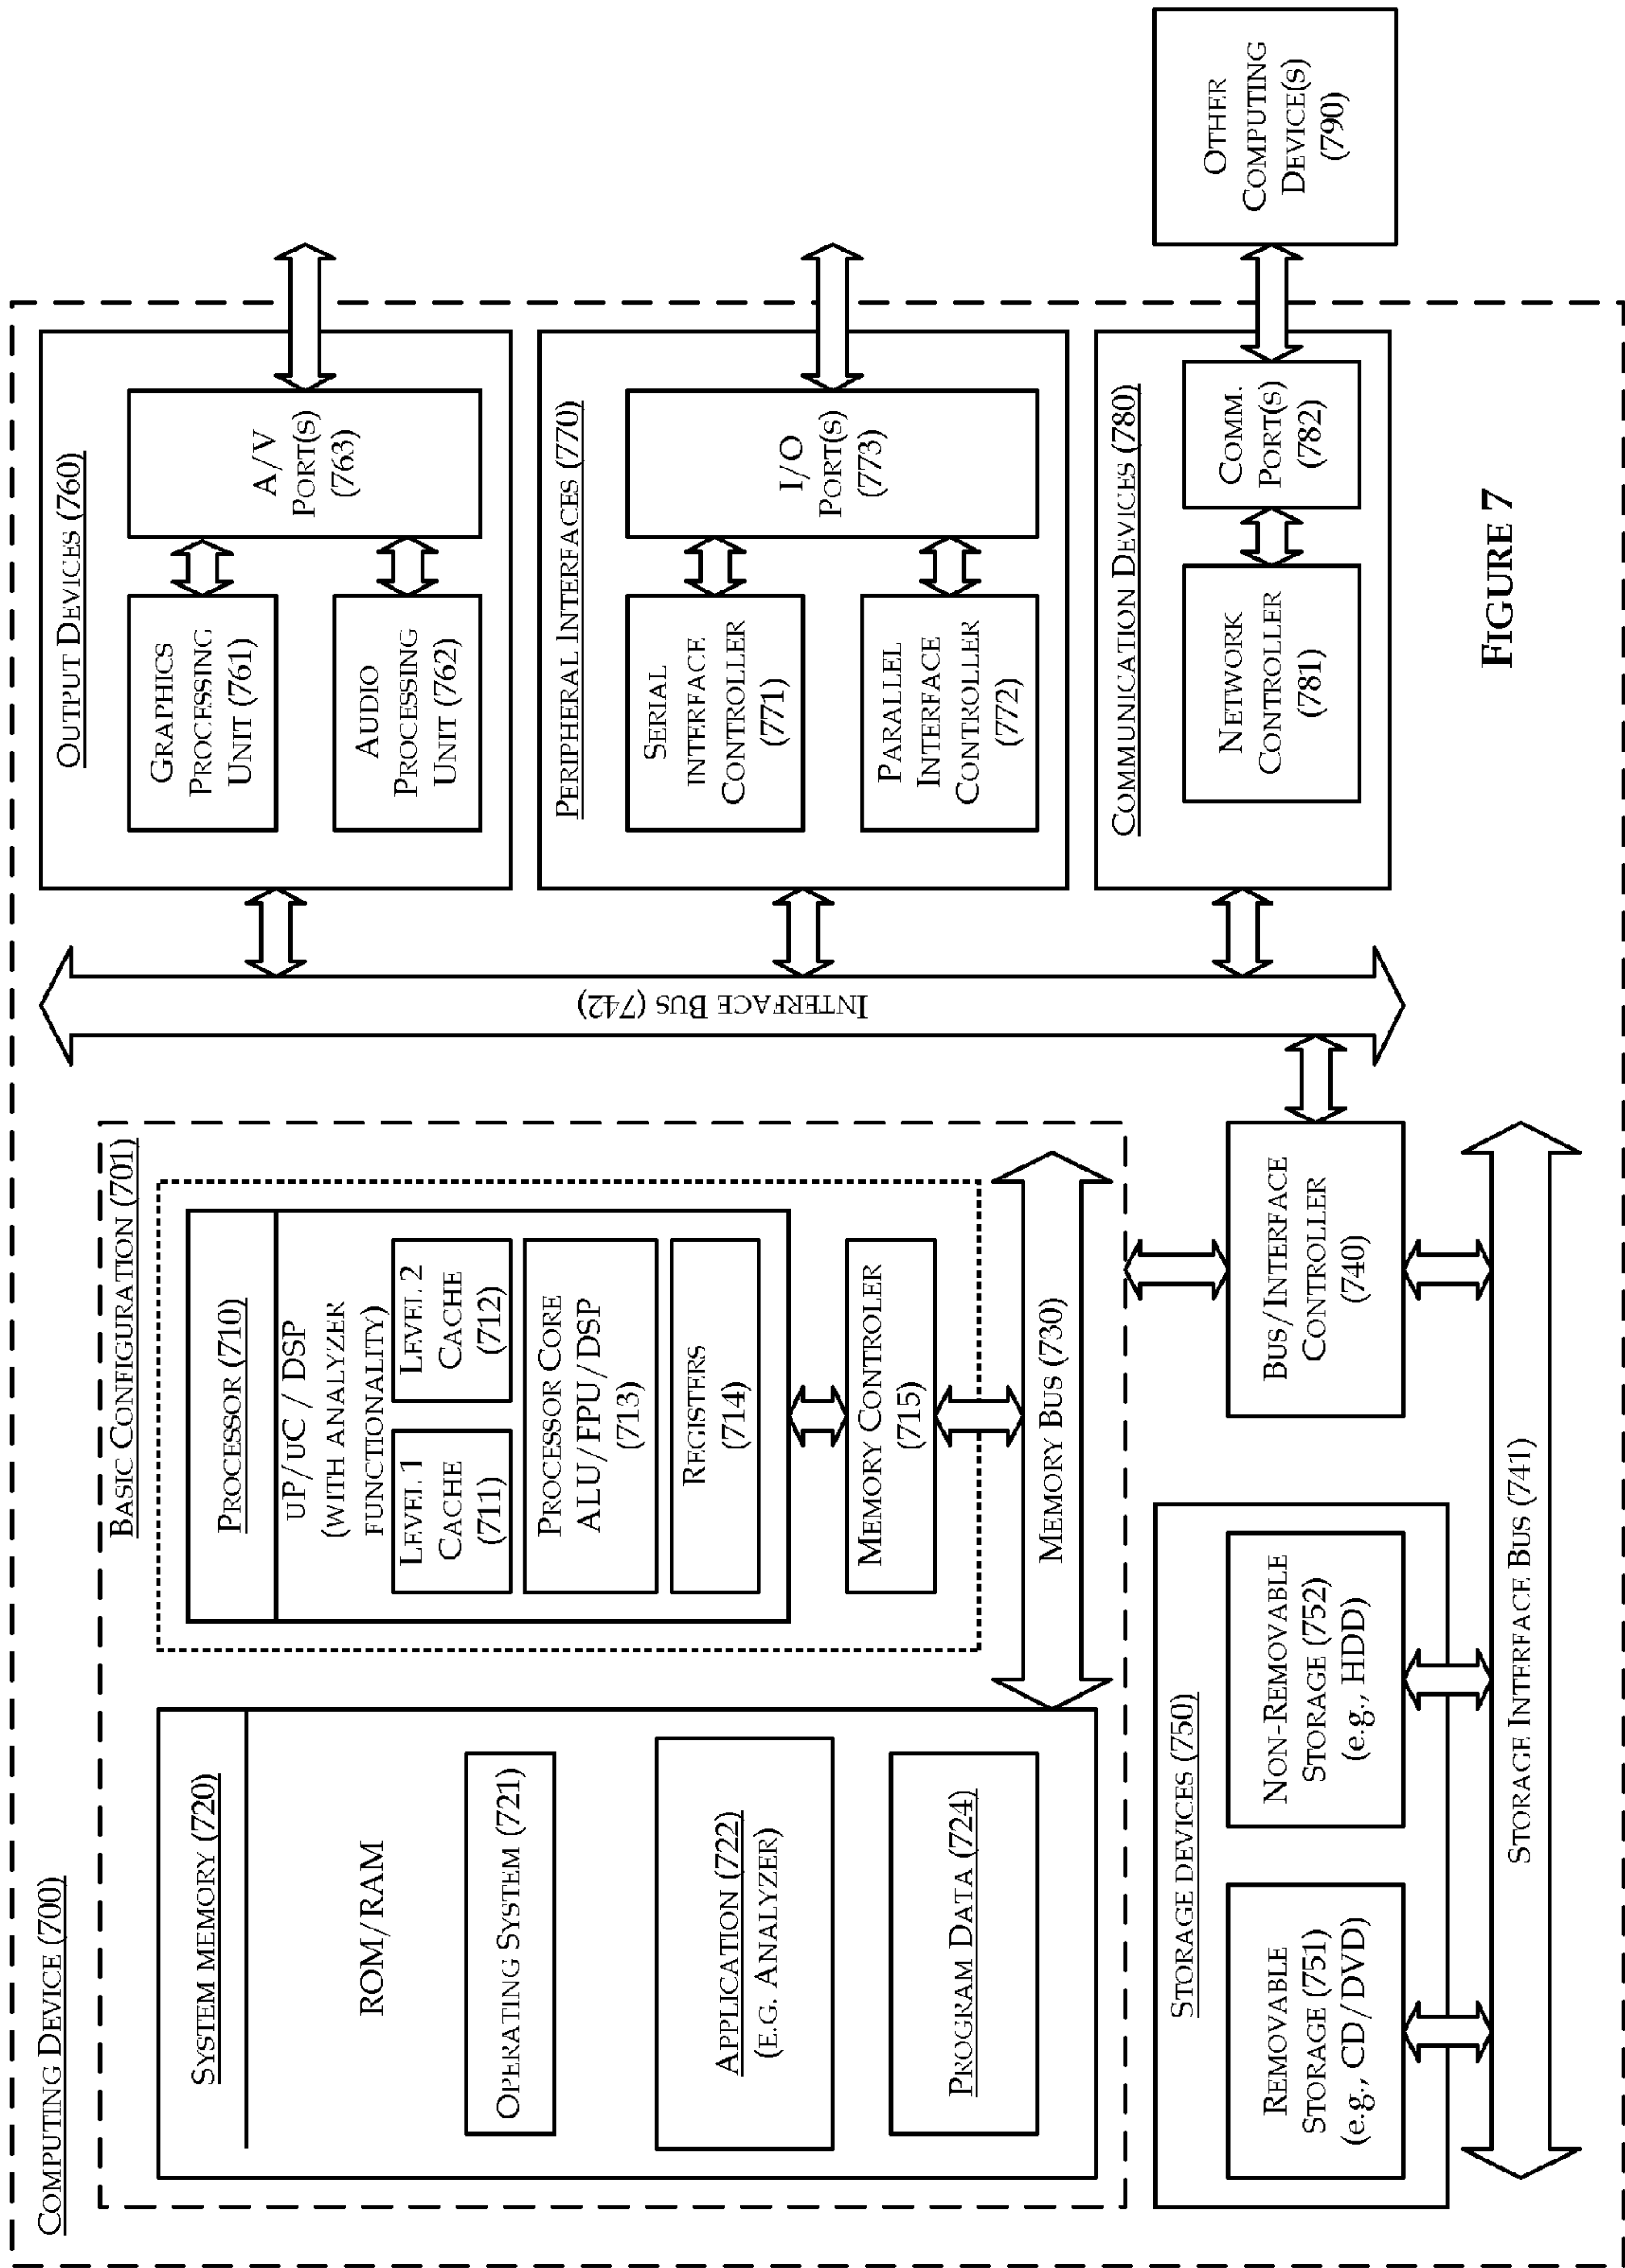 COMPUTING DEVICE (700)
BASIC CONFIGURATION (701)
SYSTEM MEMORY (720)
ROM/RAM
OPERATING SYSTEM (721)
APPLICATION (722)
(E.G. ANALYZER)
PROGRAM DATA (724)
PROCESSOR (710)
UP/UC / DSP
(WITH ANALYZER
FUNCTIONALITY)
LEVEL 1
CACHE
(711)
LEVEL 2
CACHE
(712)
PROCESSOR CORE
ALU/FPU/DSP
(713)
REGISTERS
(714)
MEMORY CONTROLER
(715)
MEMORY BUS (730)
STORAGE DEVICES (750)
REMOVABLE
STORAGE (751)
(e.g., CD/DVD)
NON-REMOVABLE
STORAGE (752)
(e.g., HDD)
BUS/INTERFACE
CONTROLLER
(740)
STORAGE INTERFACE BUS (741)
INTERFACE BUS (742)
OUTPUT DEVICES (760)
GRAPHICS
PROCESSING
UNIT (761)
AUDIO
PROCESSING
UNIT (762)
A/V
PORT(S)
(763)
PERIPHERAL INTERFACES (770)
SERIAL
INTERFACE
CONTROLLER
(771)
PARALLEL
INTERFACE
CONTROLLER
(772)
I/O
PORT(S)
(773)
COMMUNICATION DEVICES (780)
NETWORK
CONTROLLER
(781)
COMM.
PORT(S)
(782)
OTHER
COMPUTING
DEVICE(S)
(790)
FIGURE 7